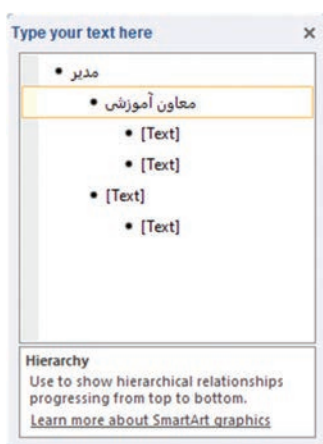 Type your text here
• مدیر
• معاون آموزشی
• [Text]
• [Text]
• [Text]
• [Text]
Hierarchy
Use to show hierarchical relationships
progressing from top to bottom.
Learn more about SmartArt graphics